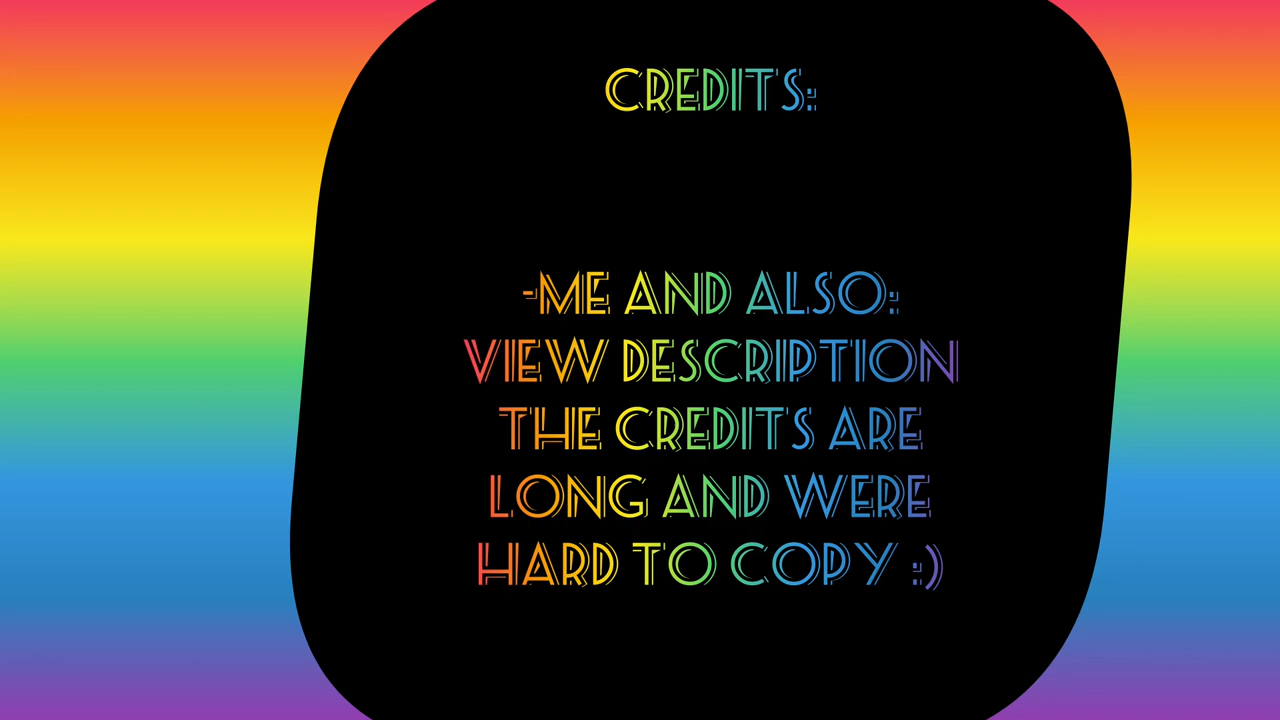 CREDITS:
-ME AND ALSO:
VIEW DESCRIPTION
THE CREDITS ARE
LONG AND WERE
HARD TO COPY :)